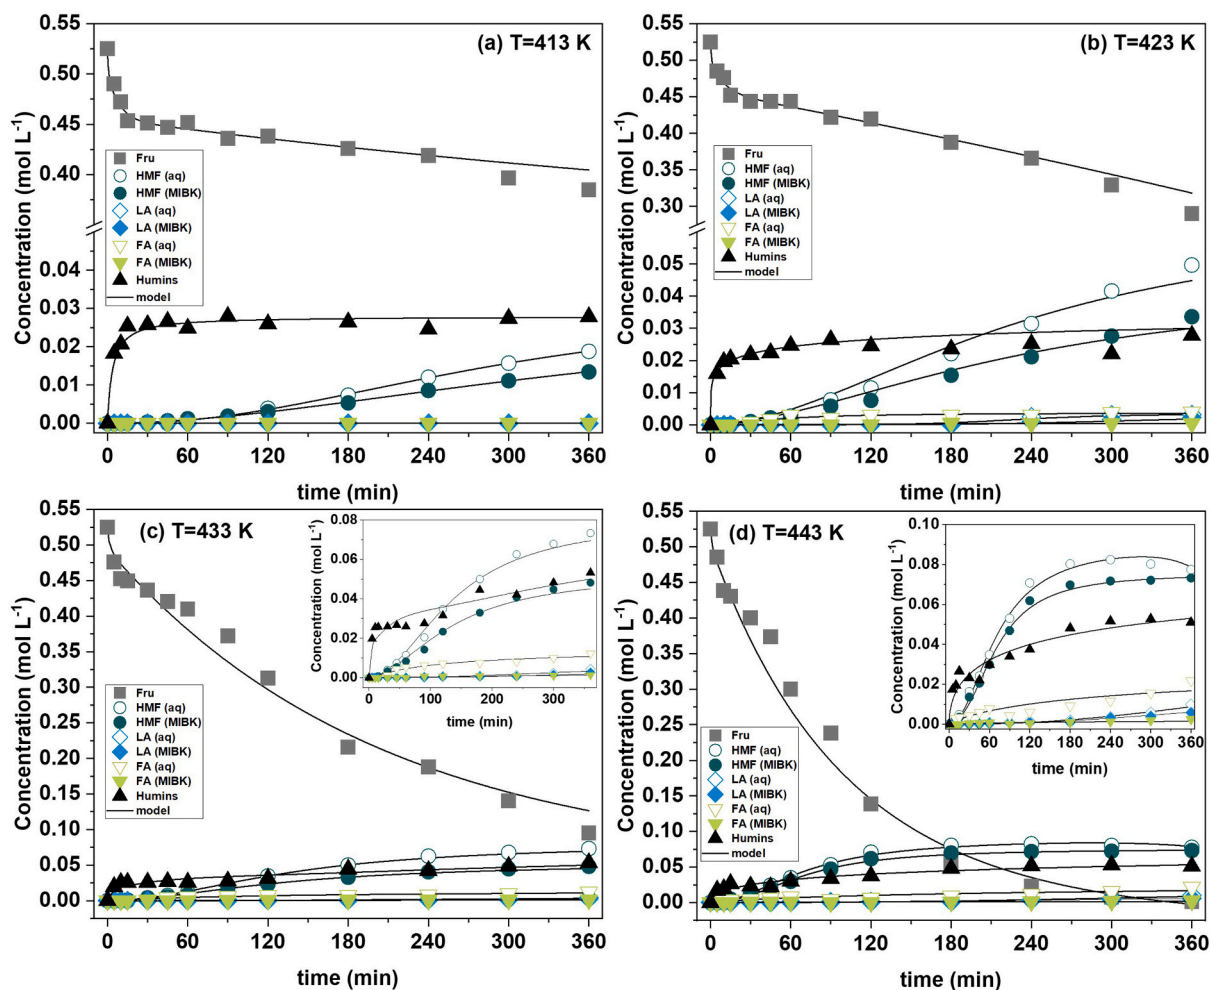 (a) T=413 K
Concentration (mol L⁻¹)
0.55
0.50
0.45
0.40
0.04
0.03
0.02
0.01
0.00
Fru
HMF (aq)
HMF (MIBK)
LA (aq)
LA (MIBK)
FA (aq)
FA (MIBK)
Humins
model
0 60 120 180 240 300 360
time (min)
(b) T=423 K
Concentration (mol L⁻¹)
0.55
0.50
0.45
0.40
0.35
0.30
0.05
0.04
0.03
0.02
0.01
0.00
Fru
HMF (aq)
HMF (MIBK)
LA (aq)
LA (MIBK)
FA (aq)
FA (MIBK)
Humins
model
0 60 120 180 240 300 360
time (min)
(c) T=433 K
Concentration (mol L⁻¹)
0.55
0.50
0.45
0.40
0.35
0.30
0.25
0.20
0.15
0.10
0.05
0.00
Concentration (mol L⁻¹)
0.08
0.06
0.04
0.02
0.00
0 100 200 300
time (min)
Fru
HMF (aq)
HMF (MIBK)
LA (aq)
LA (MIBK)
FA (aq)
FA (MIBK)
Humins
model
0 60 120 180 240 300 360
time (min)
(d) T=443 K
Concentration (mol L⁻¹)
0.55
0.50
0.45
0.40
0.35
0.30
0.25
0.20
0.15
0.10
0.05
0.00
Concentration (mol L⁻¹)
0.10
0.08
0.06
0.04
0.02
0.00
0 60 120 180 240 300 360
time (min)
Fru
HMF (aq)
HMF (MIBK)
LA (aq)
LA (MIBK)
FA (aq)
FA (MIBK)
Humins
model
0 60 120 180 240 300 360
time (min)